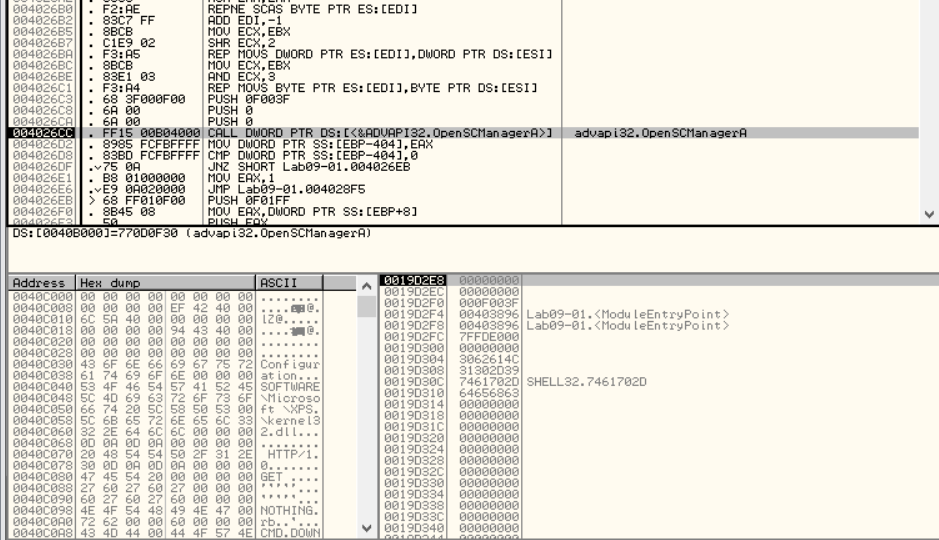 004026B0 . F2:AE REPNE SCAS BYTE PTR ES:[EDI]
004026B2 . 83C7 FF ADD EDI,-1
004026B5 . 8BCB MOV ECX,EBX
004026B7 . C1E9 02 SHR ECX,2
004026BA . F3:A5 REP MOVS DWORD PTR ES:[EDI],DWORD PTR DS:[ESI]
004026BC . 8BCB MOV ECX,EBX
004026BE . 83E1 03 AND ECX,3
004026C1 . F3:A4 REP MOVS BYTE PTR ES:[EDI],BYTE PTR DS:[ESI]
004026C3 . 68 3F000F00 PUSH 0F003F
004026C8 . 6A 00 PUSH 0
004026CA . 6A 00 PUSH 0
004026CC . FF15 00B04000 CALL DWORD PTR DS:[<&ADVAPI32.OpenSCManagerA>] advapi32.OpenSCManagerA
004026D2 . 8985 FCFBFFFF MOV DWORD PTR SS:[EBP-404],EAX
004026D8 . 83BD FCFBFFFF CMP DWORD PTR SS:[EBP-404],0
004026DF .v75 0A JNZ SHORT Lab09-01.004026EB
004026E1 . B8 01000000 MOV EAX,1
004026E6 .vE9 0A020000 JMP Lab09-01.004028F5
004026EB > 68 FF010F00 PUSH 0F01FF
004026F0 . 8B45 08 MOV EAX,DWORD PTR SS:[EBP+8]
004026F3 . 50 PUSH EAX
DS:[0040B000]=770D0F30 (advapi32.OpenSCManagerA)
Address Hex dump ASCII
0040C000 00 00 00 00 00 00 00 00 ........
0040C008 00 00 00 00 EF 42 40 00 ....@.
0040C010 6C 5A 40 00 00 00 00 00 lZ@.....
0040C018 00 00 00 00 94 43 40 00 ....@.
0040C020 00 00 00 00 00 00 00 00 ........
0040C028 00 00 00 00 00 00 00 00 ........
0040C030 43 6F 6E 66 69 67 75 72 Configur
0040C038 61 74 69 6F 6E 00 00 00 ation...
0040C040 53 4F 46 54 57 41 52 45 SOFTWARE
0040C048 5C 4D 69 63 72 6F 73 6F \Microso
0040C050 66 74 20 5C 58 50 53 00 ft \XPS.
0040C058 5C 6B 65 72 6E 65 6C 33 \kernel3
0040C060 32 2E 64 6C 6C 00 00 00 2.dll...
0040C068 0D 0A 0D 0A 00 00 00 00 ........
0040C070 20 48 54 54 50 2F 31 2E HTTP/1.
0040C078 30 0D 0A 0D 0A 00 00 00 0.......
0040C080 47 45 54 20 00 00 00 00 GET ....
0040C088 27 60 27 60 27 00 00 00 '`'`'...
0040C090 60 27 60 27 60 00 00 00 `'`'`...
0040C098 4E 4F 54 48 49 4E 47 00 NOTHING.
0040C0A0 72 62 00 00 60 00 00 00 rb..`...
0040C0A8 43 4D 44 00 44 4F 57 4E CMD.DOWN
0019D2E8 00000000
0019D2EC 00000000
0019D2F0 000F003F
0019D2F4 00403896 Lab09-01.<ModuleEntryPoint>
0019D2F8 00403896 Lab09-01.<ModuleEntryPoint>
0019D2FC 7FFDE000
0019D300 00000000
0019D304 3062614C
0019D308 31302D39
0019D30C 7461702D SHELL32.7461702D
0019D310 64656863
0019D314 00000000
0019D318 00000000
0019D31C 00000000
0019D320 00000000
0019D324 00000000
0019D328 00000000
0019D32C 00000000
0019D330 00000000
0019D334 00000000
0019D338 00000000
0019D33C 00000000
0019D340 00000000